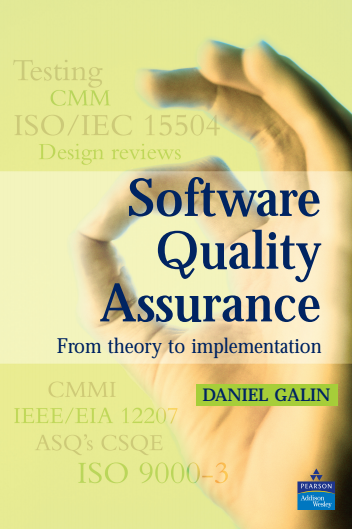 Testing
CMM
ISO/IEC 15504
Design reviews
Software
Quality
Assurance
From theory to implementation
CMMI
DANIEL GALIN
IEEE/EIA 12207
ASQ's CSQE
ISO 9000-3
PEARSON
Addison
Wesley